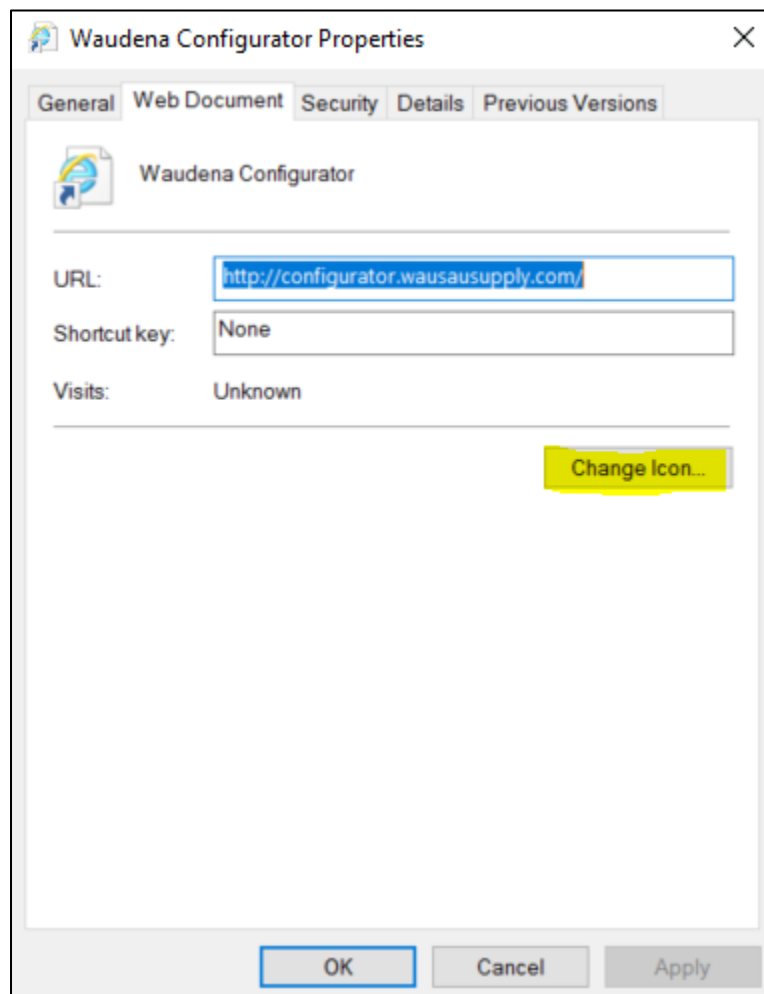 Waudena Configurator Properties
General Web Document Security Details Previous Versions
Waudena Configurator
URL: http://configurator.wausausupply.com/
Shortcut key: None
Visits: Unknown
Change Icon...
OK Cancel Apply